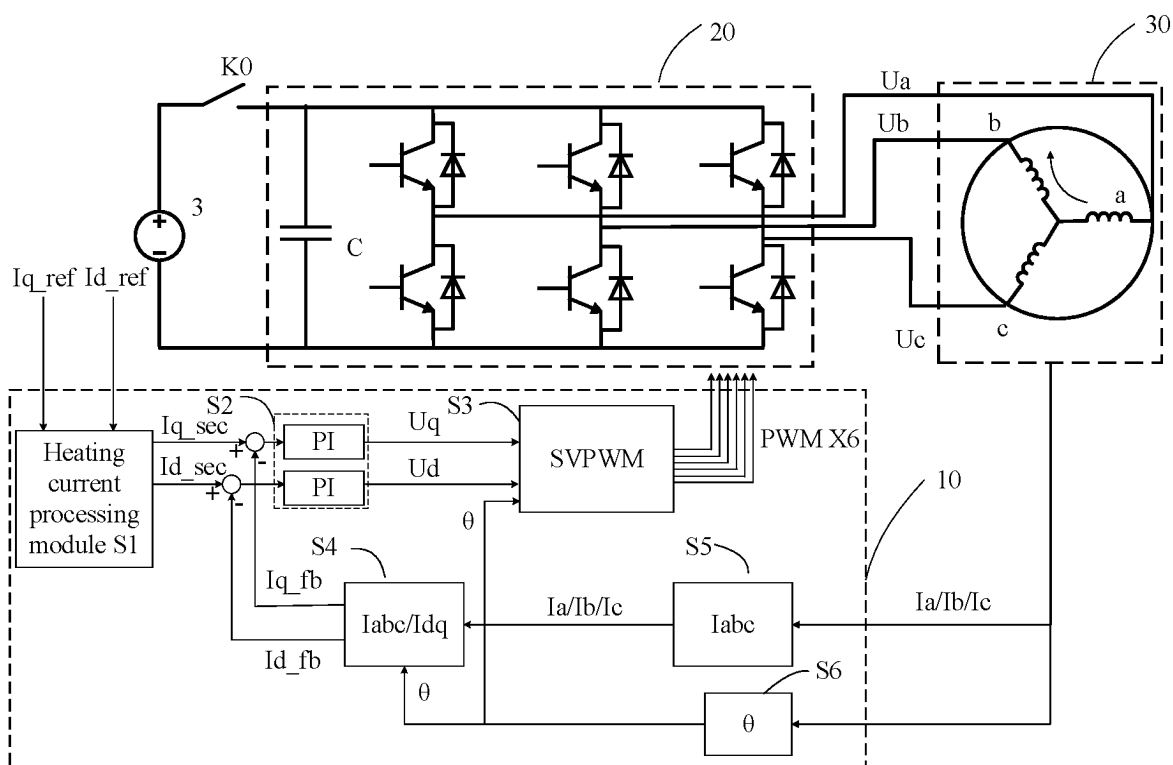 20
30
K0
Ua
Ub
b
a
3
C
Uc
c
Iq_ref
Id_ref
+
-
S2
S3
PWM X6
10
Heating
current
processing
module S1
Iq_sec
Id_sec
+
-
+
-
PI
PI
Uq
Ud
SVPWM
θ
S4
S5
Iq_fb
Id_fb
Iabc/Idq
Ia/Ib/Ic
Iabc
Ia/Ib/Ic
θ
S6
θ